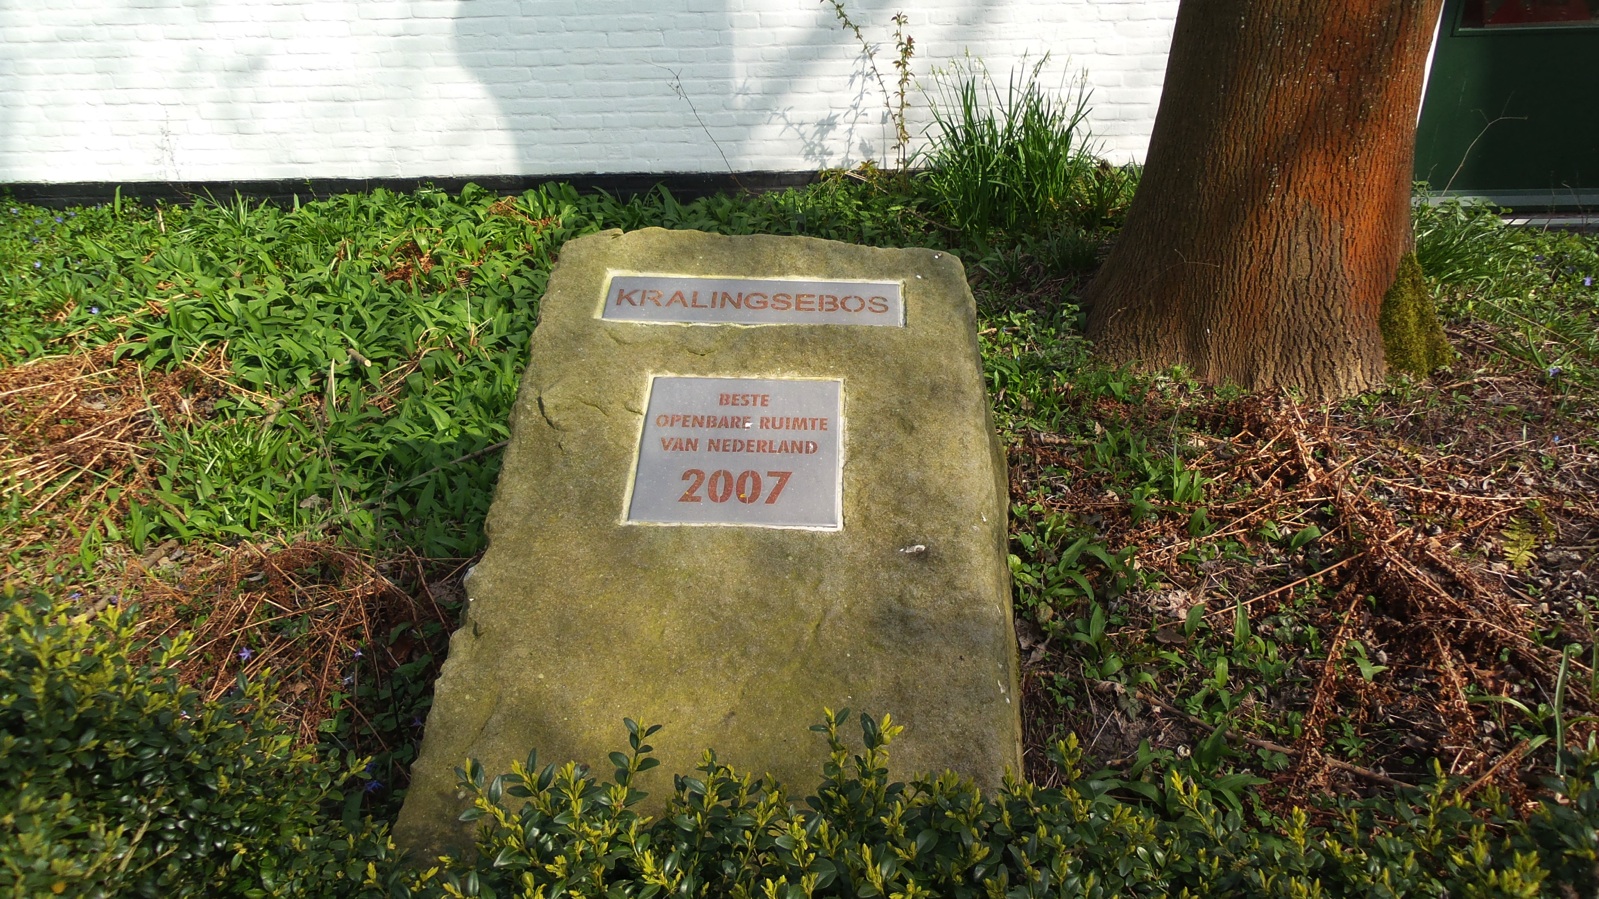 KRALINGSEBOS
BESTE
OPENBARE RUIMTE
VAN NEDERLAND
2007